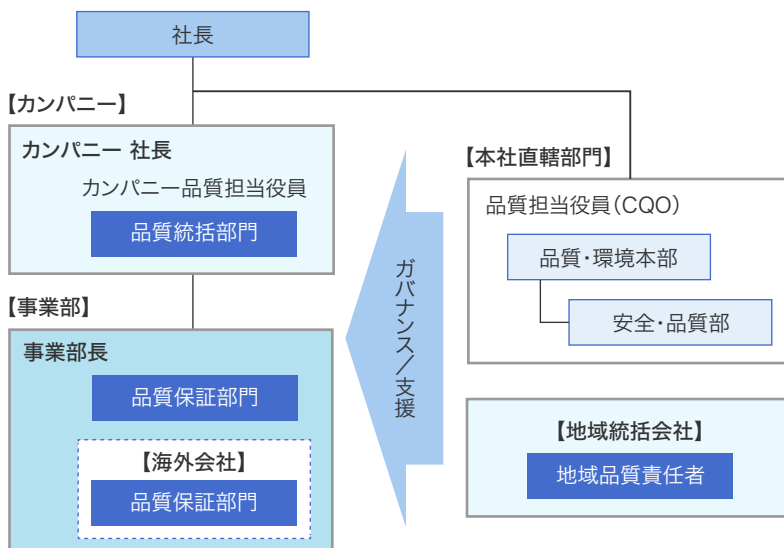 社長
【カンパニー】
カンパニー 社長
カンパニー品質担当役員
品質統括部門
【事業部】
事業部長
品質保証部門
【海外会社】
品質保証部門
ガバナンス／支援
【本社直轄部門】
品質担当役員（CQO）
品質・環境本部
安全・品質部
【地域統括会社】
地域品質責任者